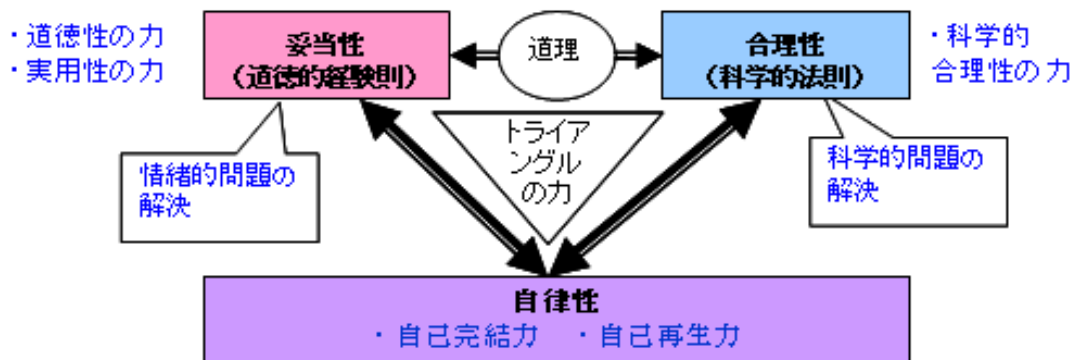 ・道徳性の力
・実用性の力
妥当性
（道徳的経験則）
道理
合理性
（科学的法則）
・科学的
合理性の力
トライア
ングル
の力
情緒的問題の
解決
科学的問題の
解決
自律性
・自己完結力　・自己再生力